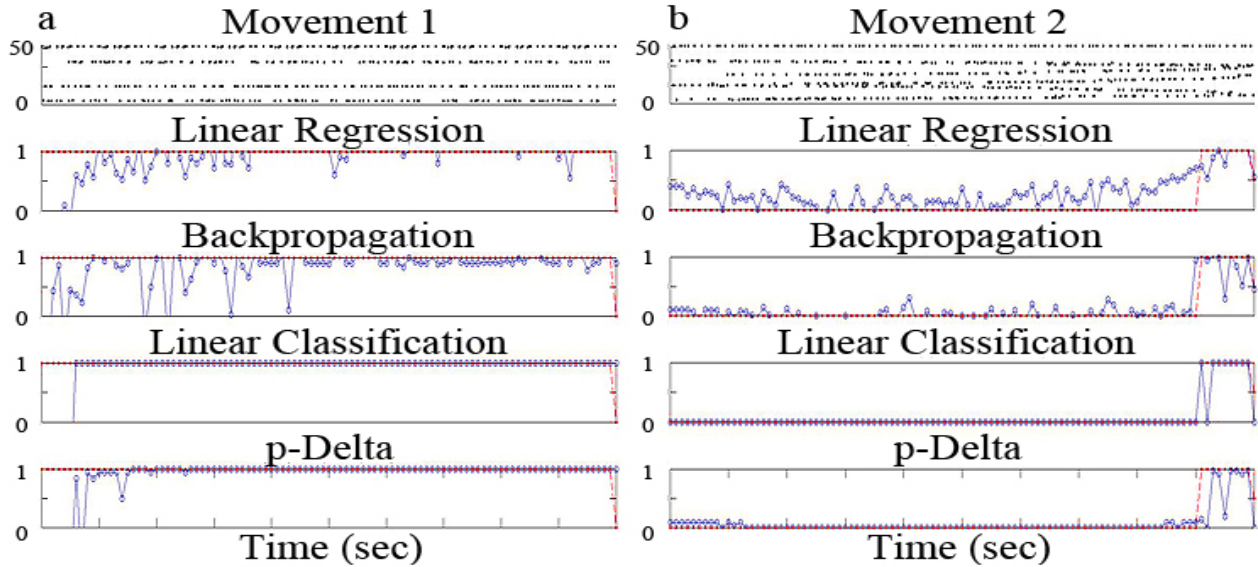 a
Movement 1
50
0
Linear Regression
1
0
Backpropagation
1
0
Linear Classification
1
0
p-Delta
1
0
Time (sec)
b
Movement 2
50
0
Linear Regression
1
0
Backpropagation
1
0
Linear Classification
1
0
p-Delta
1
0
Time (sec)